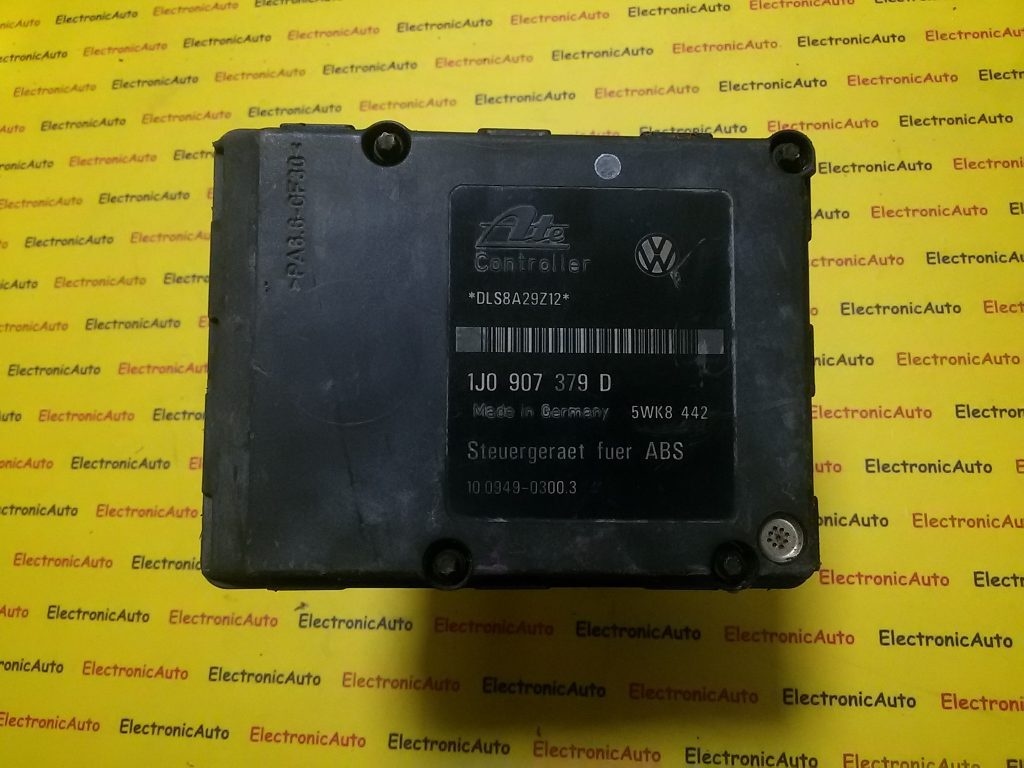 >PA6.6-GF30<
Ate
Controller
*DLS8A29Z12*
1J0 907 379 D
Made in Germany 5WK8 442
Steuergeraet fuer ABS
10.0949-0300.3
ElectronicAuto